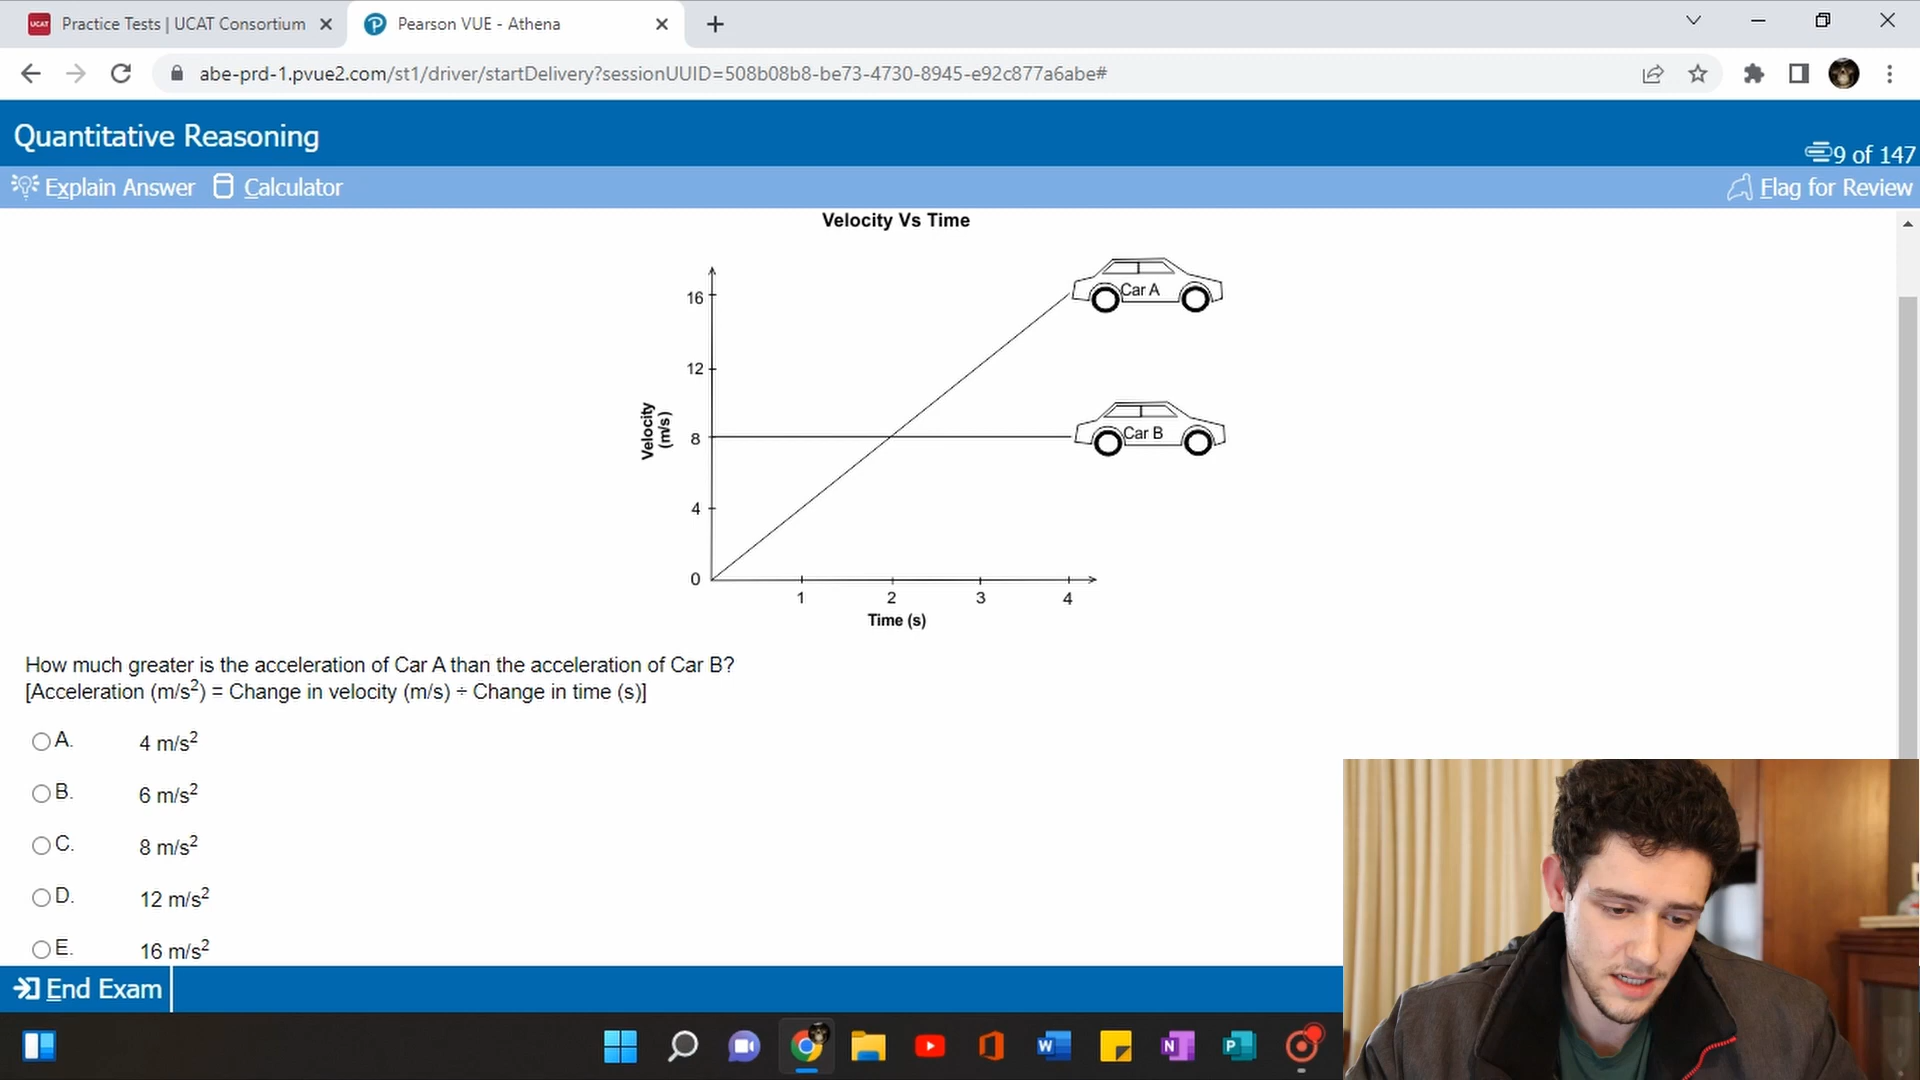 UCAT Practice Tests | UCAT Consortium
Pearson VUE - Athena
abe-prd-1.pvue2.com/st1/driver/startDelivery?sessionUUID=508b08b8-be73-4730-8945-e92c877a6abe#
Quantitative Reasoning
9 of 147
Explain Answer
Calculator
Flag for Review
Velocity Vs Time
16
12
8
4
0
Velocity
(m/s)
Car A
Car B
1 2 3 4
Time (s)
How much greater is the acceleration of Car A than the acceleration of Car B?
[Acceleration (m/s²) = Change in velocity (m/s) ÷ Change in time (s)]
A. 4 m/s²
B. 6 m/s²
C. 8 m/s²
D. 12 m/s²
E. 16 m/s²
End Exam
W
N
P